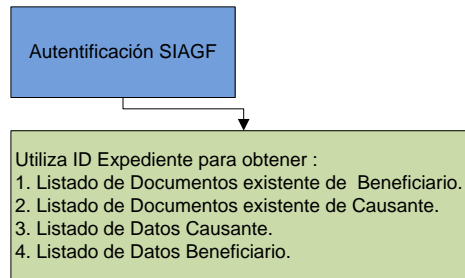 Autentificación SIAGF
Utiliza ID Expediente para obtener :
1. Listado de Documentos existente de Beneficiario.
2. Listado de Documentos existente de Causante.
3. Listado de Datos Causante.
4. Listado de Datos Beneficiario.